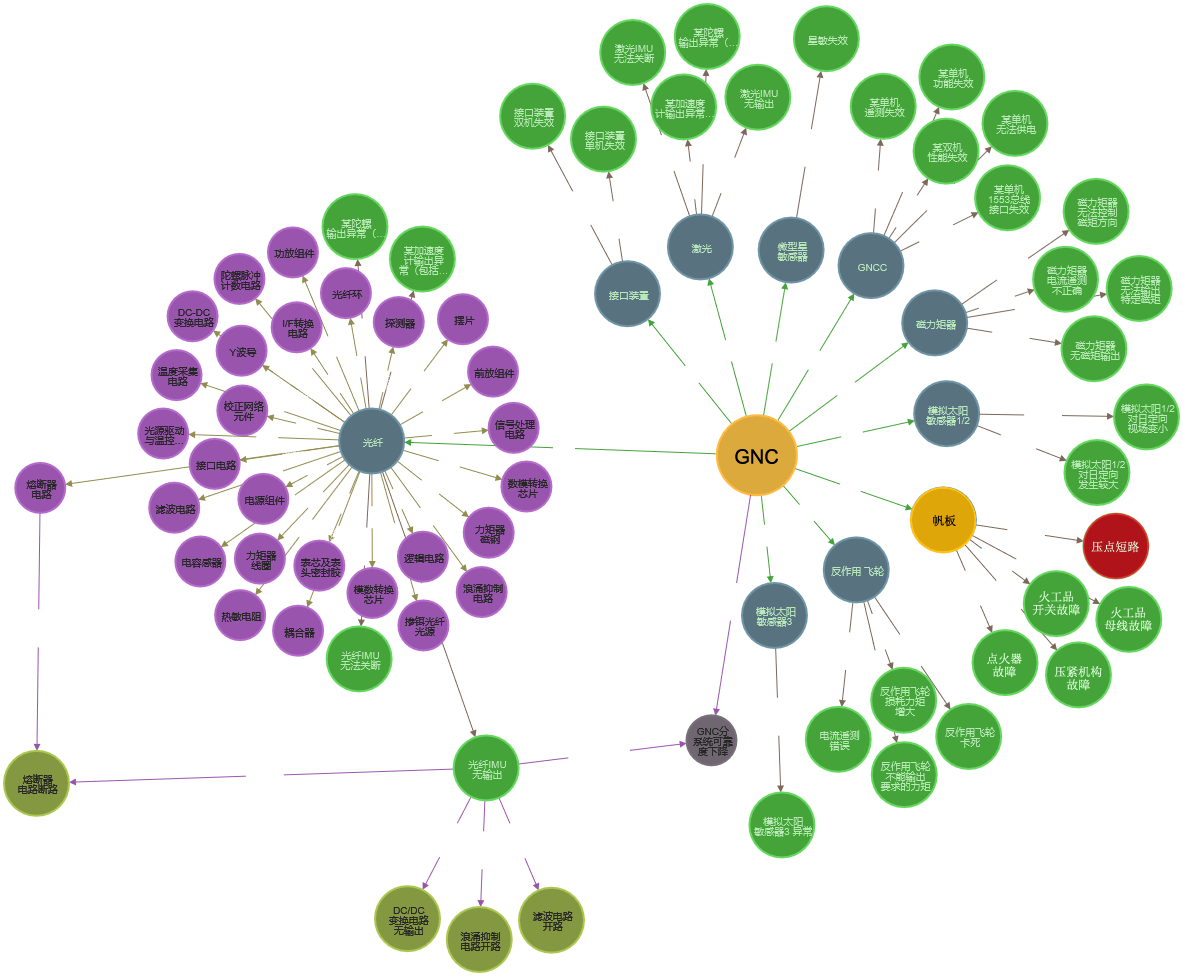 星敏失效
某陀螺
输出异常（...
激光IMU
无法关断
某单机
功能失效
激光IMU
无输出
某加速度
计输出异常...
某单机
遥测失效
接口装置
双机失效
某单机
无法供电
接口装置
单机失效
某双机
性能失效
某单机
1553总线
接口失效
磁力矩器
无法控制
磁矩方向
某陀螺
输出异常（...
激光
微型星
敏感器
功放组件
某加速度
计输出异
常（包括...
GNCC
陀螺脉冲
计数电路
光纤环
接口装置
磁力矩器
电流遥测
不正确
磁力矩器
无法输出
特定磁矩
DC-DC
变换电路
I/F转换
电路
探测器
摆片
磁力矩器
磁力矩器
无磁矩输出
Y波导
温度采集
电路
前放组件
校正网络
元件
模拟太阳
敏感器1/2
模拟太阳1/2
对日定向
视场变小
光源驱动
与温控...
光纤
信号处理
电路
GNC
接口电路
模拟太阳1/2
对日定向
发生较大
熔断器
电路
数模转换
芯片
滤波电路
电源组件
帆板
力矩器
磁钢
压点短路
电容感器
力矩器
线圈
表芯及表
头密封胶
逻辑电路
反作用 飞轮
模数转换
芯片
浪涌抑制
电路
火工品
开关故障
热敏电阻
耦合器
掺铒光纤
光源
模拟太阳
敏感器3
火工品
母线故障
光纤IMU
无法关断
点火器
故障
压紧机构
故障
反作用飞轮
损耗力矩
增大
GNC分
系统可靠
度下降
电流遥测
错误
反作用飞轮
卡死
光纤IMU
无输出
反作用飞轮
不能输出
要求的力矩
熔断器
电路断路
模拟太阳
敏感器3 异常
DC/DC
变换电路
无输出
浪涌抑制
电路开路
滤波电路
开路